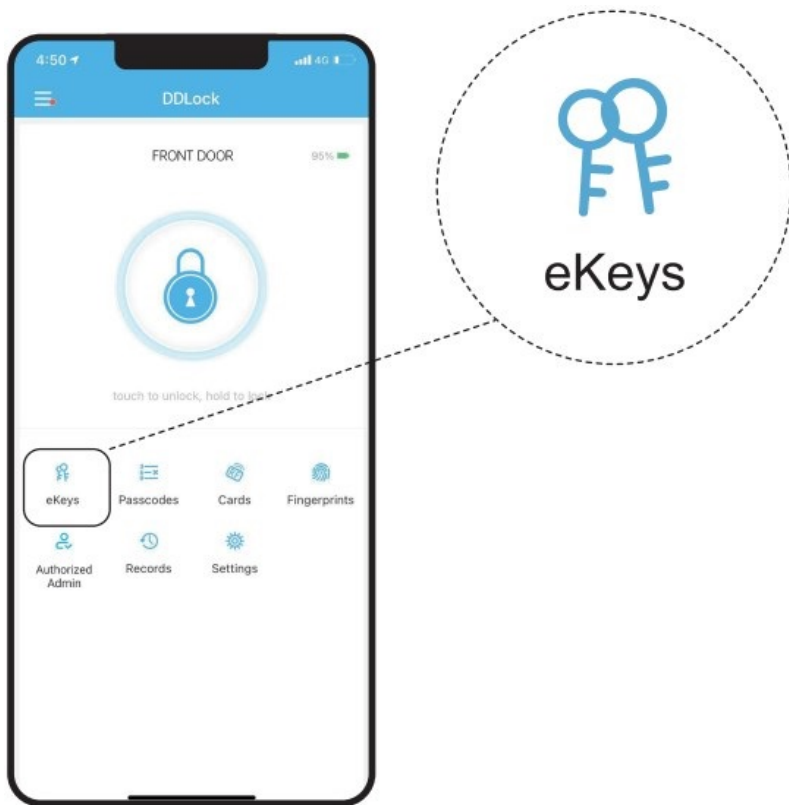 4:50
4G
DDLock
FRONT DOOR
95%
touch to unlock, hold to lock
eKeys
Passcodes
Cards
Fingerprints
Authorized
Admin
Records
Settings
eKeys